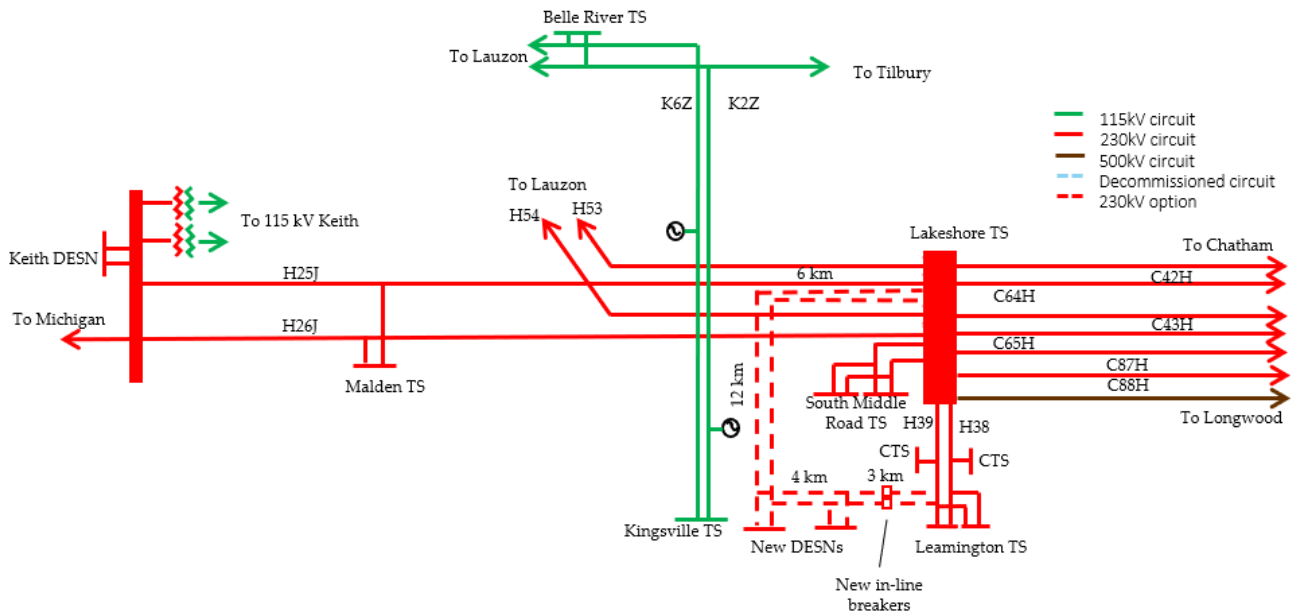 Belle River TS
To Lauzon
To Tilbury
K6Z
K2Z
115kV circuit
230kV circuit
500kV circuit
Decommissioned circuit
230kV option
To Lauzon
H54
H53
To 115 kV Keith
Keith DESN
Lakeshore TS
To Chatham
H25J
6 km
C42H
C64H
To Michigan
H26J
C43H
C65H
Malden TS
12 km
C87H
C88H
South Middle
Road TS
H39
H38
To Longwood
CTS
CTS
4 km
3 km
Kingsville TS
New DESNs
Leamington TS
New in-line
breakers